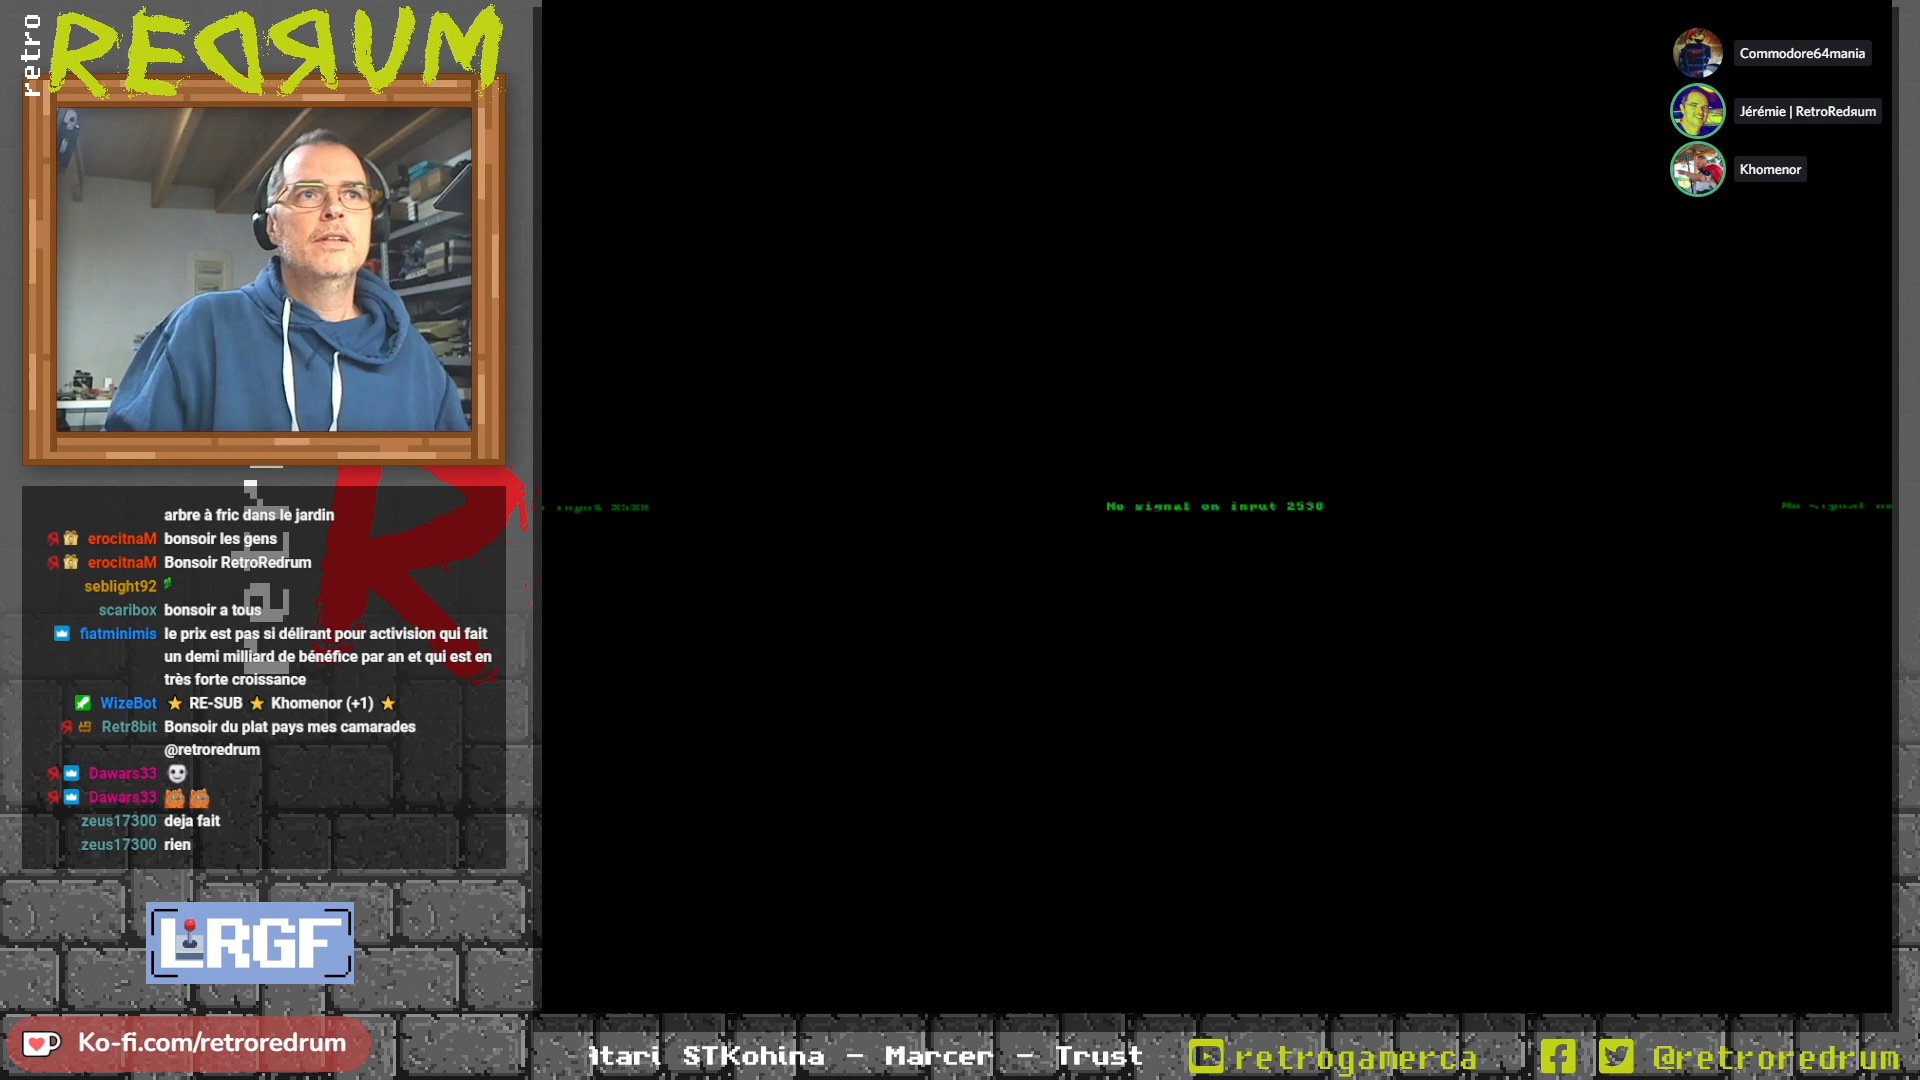 retro
REDRUM
Commodore64mania
Jérémie | RetroRedяum
Khomenor
No signal on input 2530
arbre à fric dans le jardin
erocitnaM bonsoir les gens
erocitnaM Bonsoir RetroRedrum
seblight92
scaribox bonsoir a tous
fiatminimis le prix est pas si délirant pour activision qui fait
un demi milliard de bénéfice par an et qui est en
très forte croissance
WizeBot ⭐ RE-SUB ⭐ Khomenor (+1) ⭐
Retr8bit Bonsoir du plat pays mes camarades
@retroredrum
Dawars33
Dawars33
zeus17300 deja fait
zeus17300 rien
LRGF
Ko-fi.com/retroredrum
Atari STKohina - Marcer - Trust
retrogamerca
@retroredrum